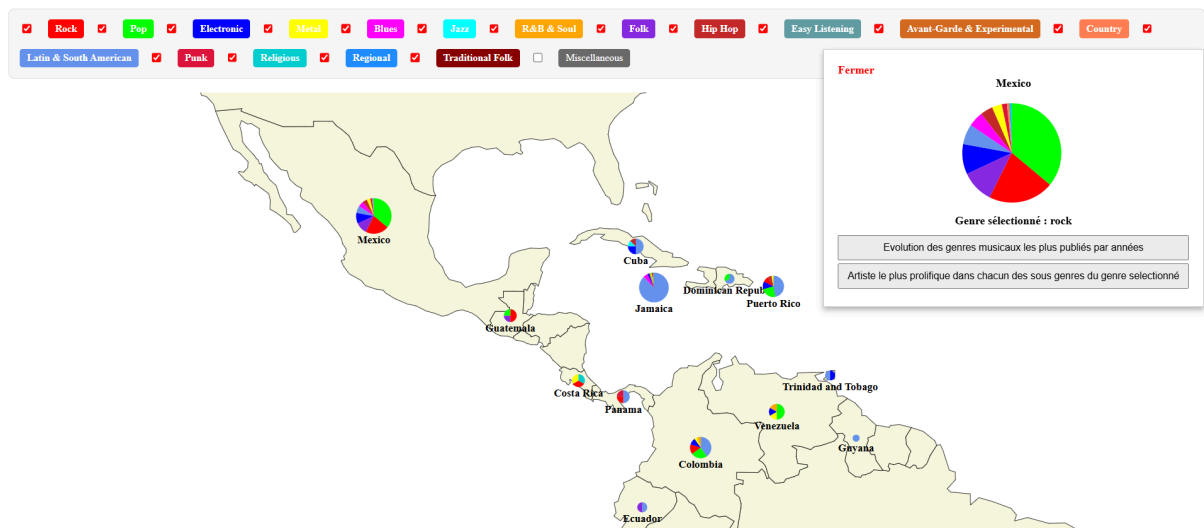 Rock Pop Electronic Metal Blues Jazz R&B & Soul Folk Hip Hop Easy Listening Avant-Garde & Experimental Country
Latin & South American Punk Religious Regional Traditional Folk Miscellaneous
Fermer
Mexico
Genre sélectionné : rock
Evolution des genres musicaux les plus publiés par années
Artiste le plus prolifique dans chacun des sous genres du genre selectionné
Mexico
Cuba
Dominican Repub
Jamaica
Puerto Rico
Guatemala
Costa Rica
Trinidad and Tobago
Panama
Venezuela
Guyana
Colombia
Ecuador